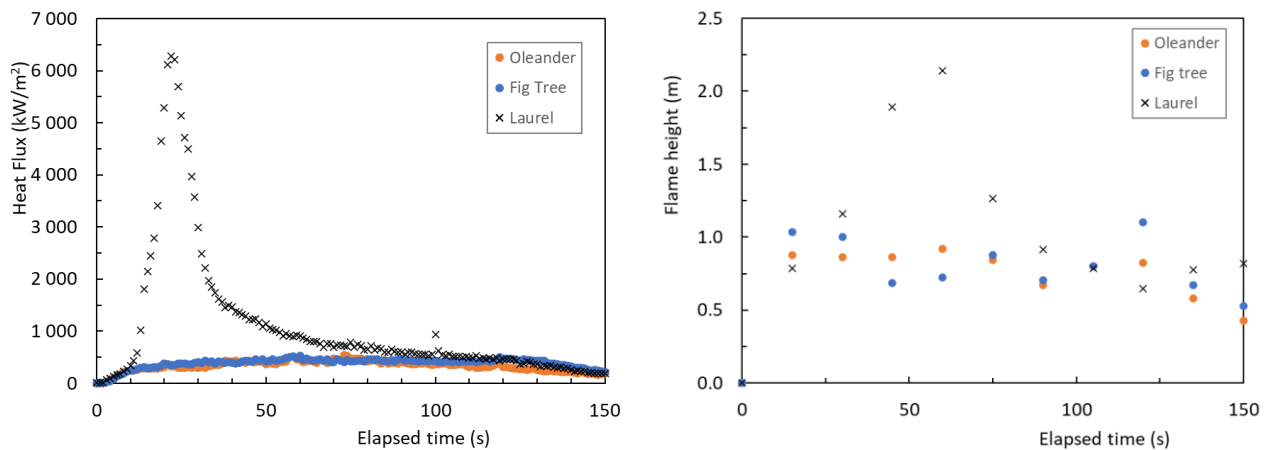 7 000
6 000
5 000
4 000
3 000
2 000
1 000
0
Heat Flux (kW/m²)
Oleander
Fig Tree
Laurel
0 50 100 150
Elapsed time (s)
2.5
2.0
1.5
1.0
0.5
0.0
Flame height (m)
Oleander
Fig tree
Laurel
0 50 100 150
Elapsed time (s)